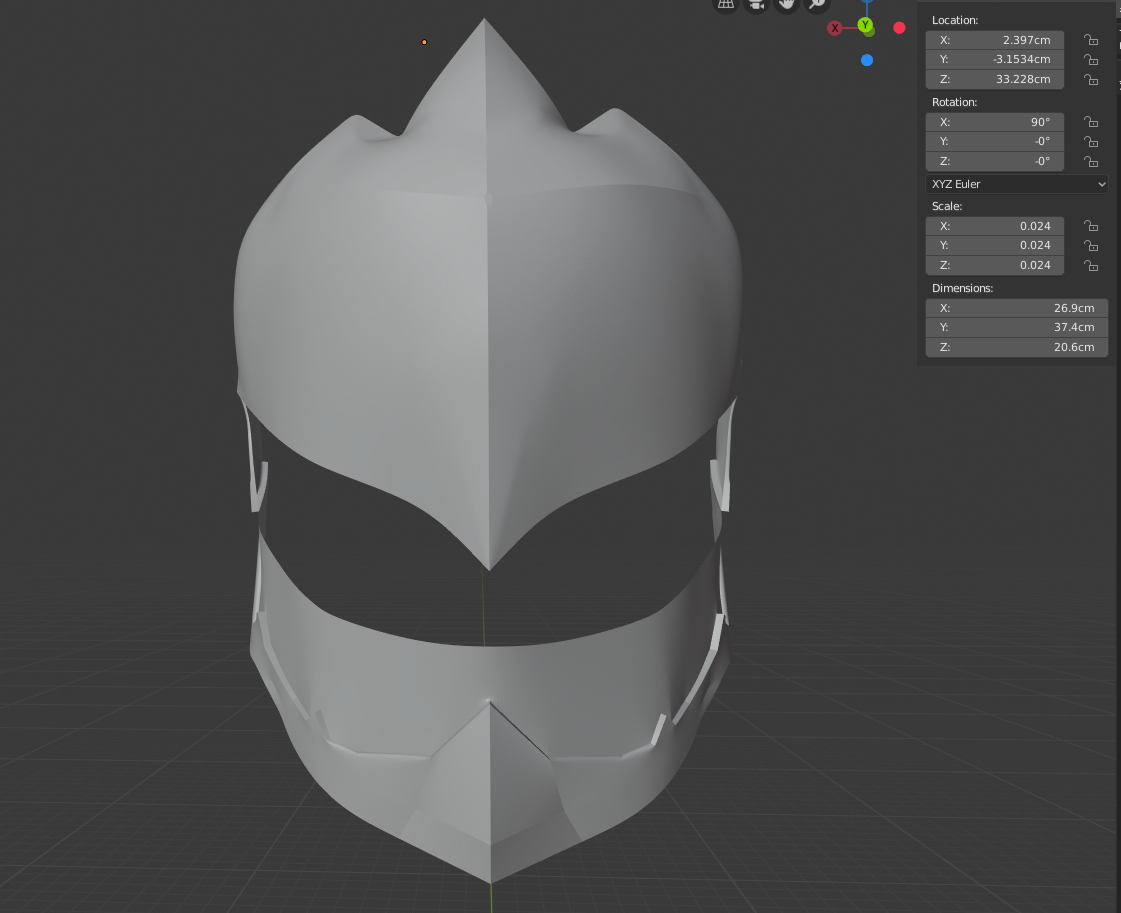 X
Y
Location:
X: 2.397cm
Y: -3.1534cm
Z: 33.228cm
Rotation:
X: 90°
Y: -0°
Z: -0°
XYZ Euler
Scale:
X: 0.024
Y: 0.024
Z: 0.024
Dimensions:
X: 26.9cm
Y: 37.4cm
Z: 20.6cm